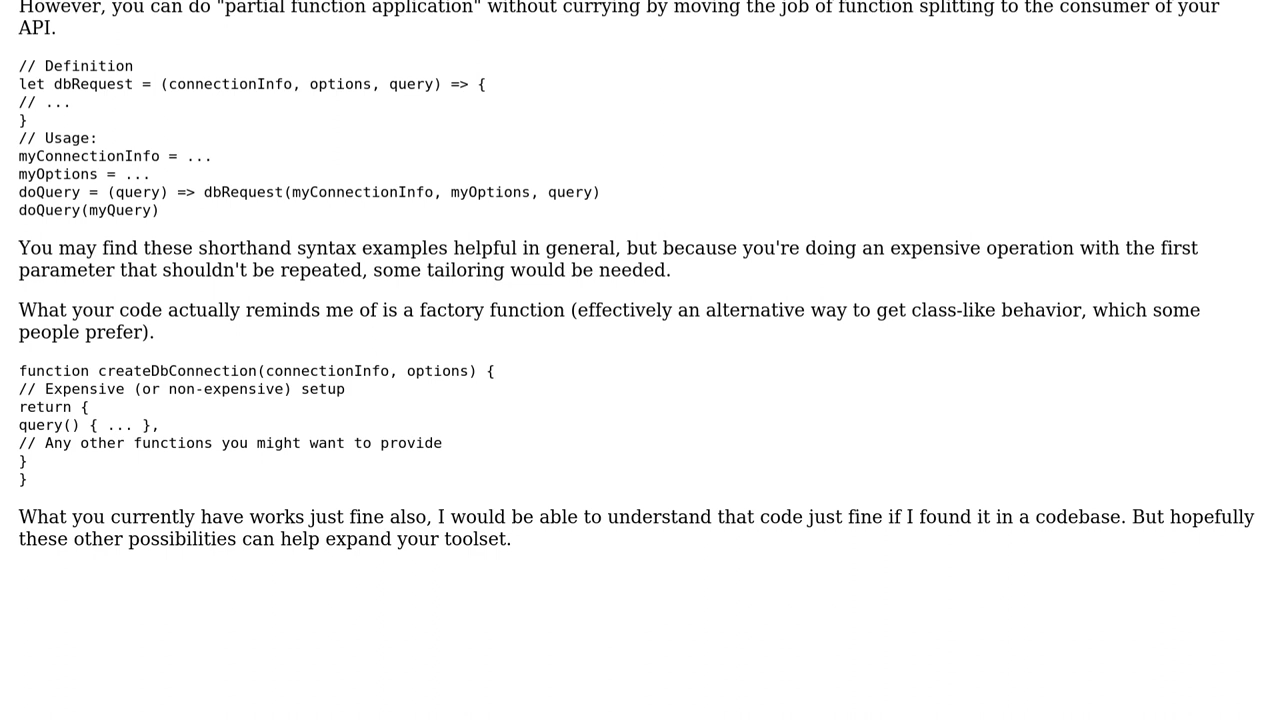 However, you can do "partial function application" without currying by moving the job of function splitting to the consumer of your
API.
// Definition
let dbRequest = (connectionInfo, options, query) => {
// ...
}
// Usage:
myConnectionInfo = ...
myOptions = ...
doQuery = (query) => dbRequest(myConnectionInfo, myOptions, query)
doQuery(myQuery)
You may find these shorthand syntax examples helpful in general, but because you're doing an expensive operation with the first
parameter that shouldn't be repeated, some tailoring would be needed.
What your code actually reminds me of is a factory function (effectively an alternative way to get class-like behavior, which some
people prefer).
function createDbConnection(connectionInfo, options) {
// Expensive (or non-expensive) setup
return {
query() { ... },
// Any other functions you might want to provide
}
}
What you currently have works just fine also, I would be able to understand that code just fine if I found it in a codebase. But hopefully
these other possibilities can help expand your toolset.